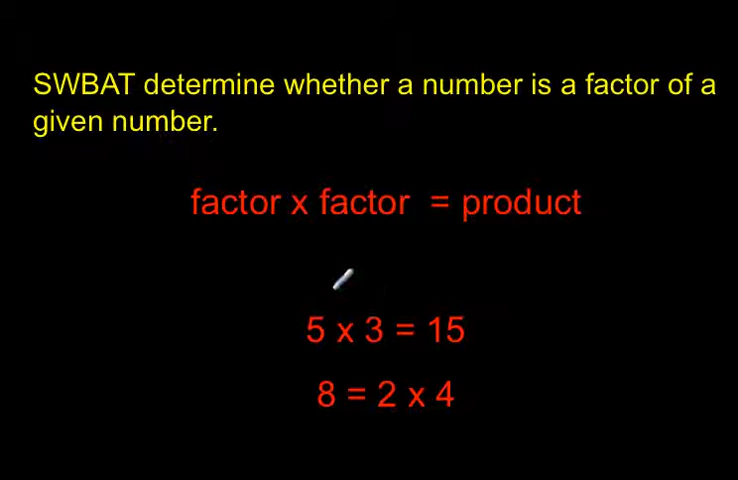 SWBAT determine whether a number is a factor of a
given number.
factor x factor = product
5 x 3 = 15
8 = 2 x 4